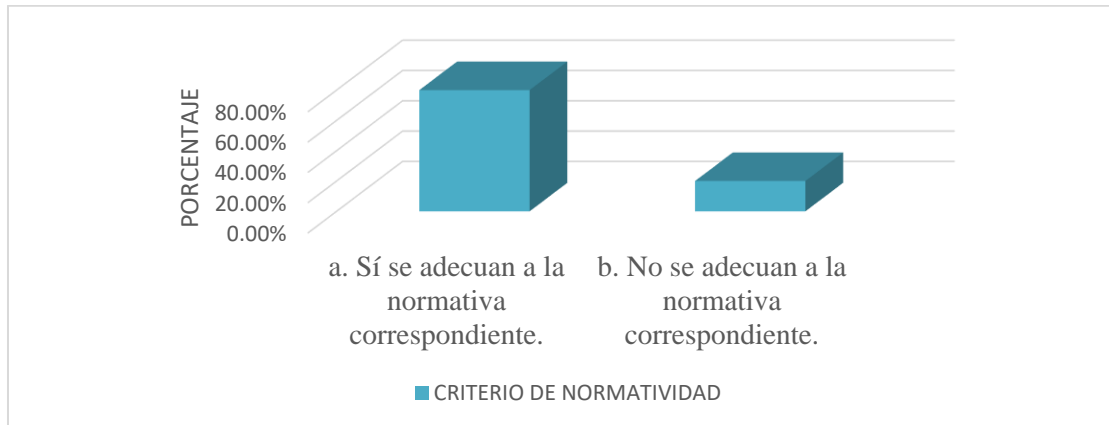 PORCENTAJE
80.00%
60.00%
40.00%
20.00%
0.00%
a. Sí se adecuan a la
normativa
correspondiente.
b. No se adecuan a la
normativa
correspondiente.
CRITERIO DE NORMATIVIDAD